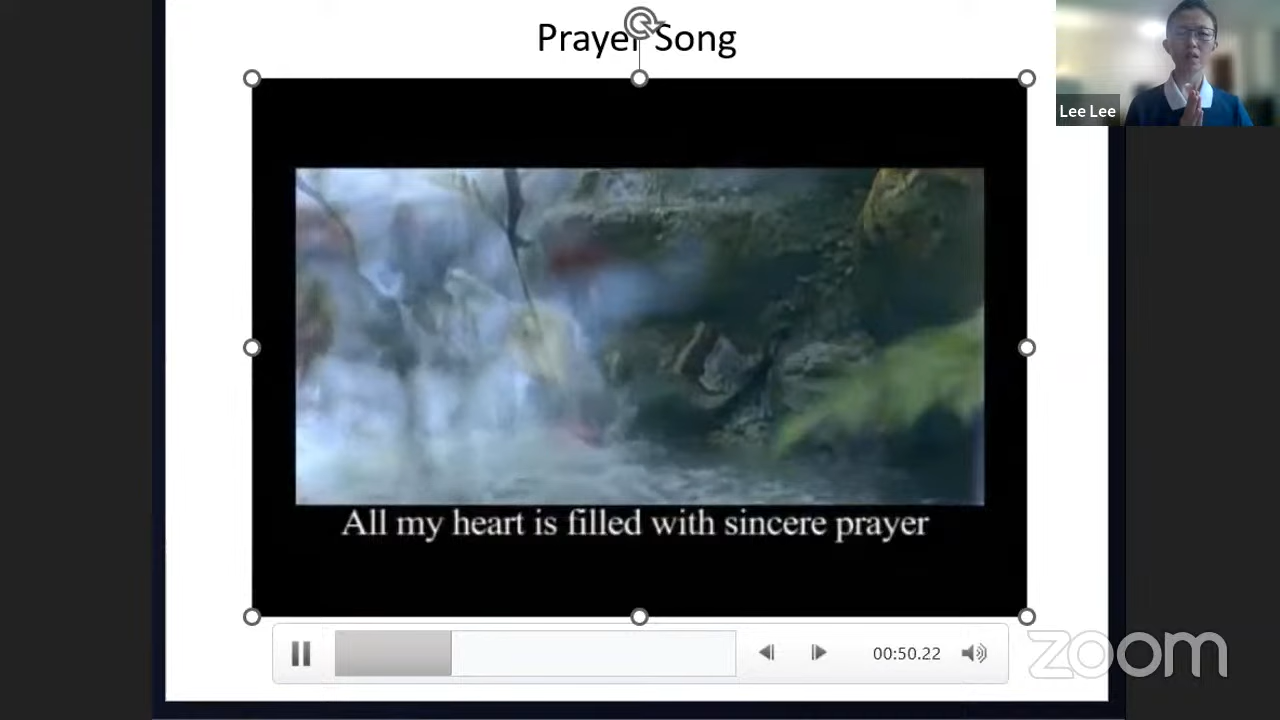 Prayer Song
Lee Lee
All my heart is filled with sincere prayer
00:50.22
zoom